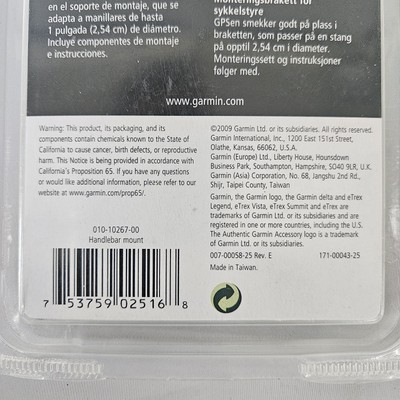 en el soporte de montaje, que se
adapta a manillares de hasta
1 pulgada (2,54 cm) de diámetro.
Incluye componentes de montaje
e instrucciones.
Monteringsbrakett for
sykkelstyre
GPSen smekker godt på plass i
braketten, som passer på en stang
på opptil 2,54 cm i diameter.
Monteringssett og instruksjoner
følger med.
www.garmin.com
Warning: This product, its packaging, and its
components contain chemicals known to the State of
California to cause cancer, birth defects, or reproductive
harm. This Notice is being provided in accordance with
California's Proposition 65. If you have any questions
or would like additional information, please refer to our
website at www.garmin.com/prop65/.
©2009 Garmin Ltd. or its subsidiaries. All rights reserved.
Garmin International, Inc., 1200 East 151st Street,
Olathe, Kansas, 66062, U.S.A.
Garmin (Europe) Ltd., Liberty House, Hounsdown
Business Park, Southampton, Hampshire, SO40 9LR, U.K.
Garmin (Asia) Corporation, No. 68, Jangshu 2nd Rd.,
Shijr, Taipei County, Taiwan
Garmin, the Garmin logo, the Garmin delta and eTrex
Legend, eTrex Vista, eTrex Summit and eTrex are
trademarks of Garmin Ltd. or its subsidiaries and are
registered in one or more countries, including the U.S.
The Authentic Garmin Accessory logo is a trademark of
Garmin Ltd. or its subsidiaries.
007-00058-25 Rev. E 171-00043-25
Made in Taiwan.
010-10267-00
Handlebar mount
7 53759 02516 8